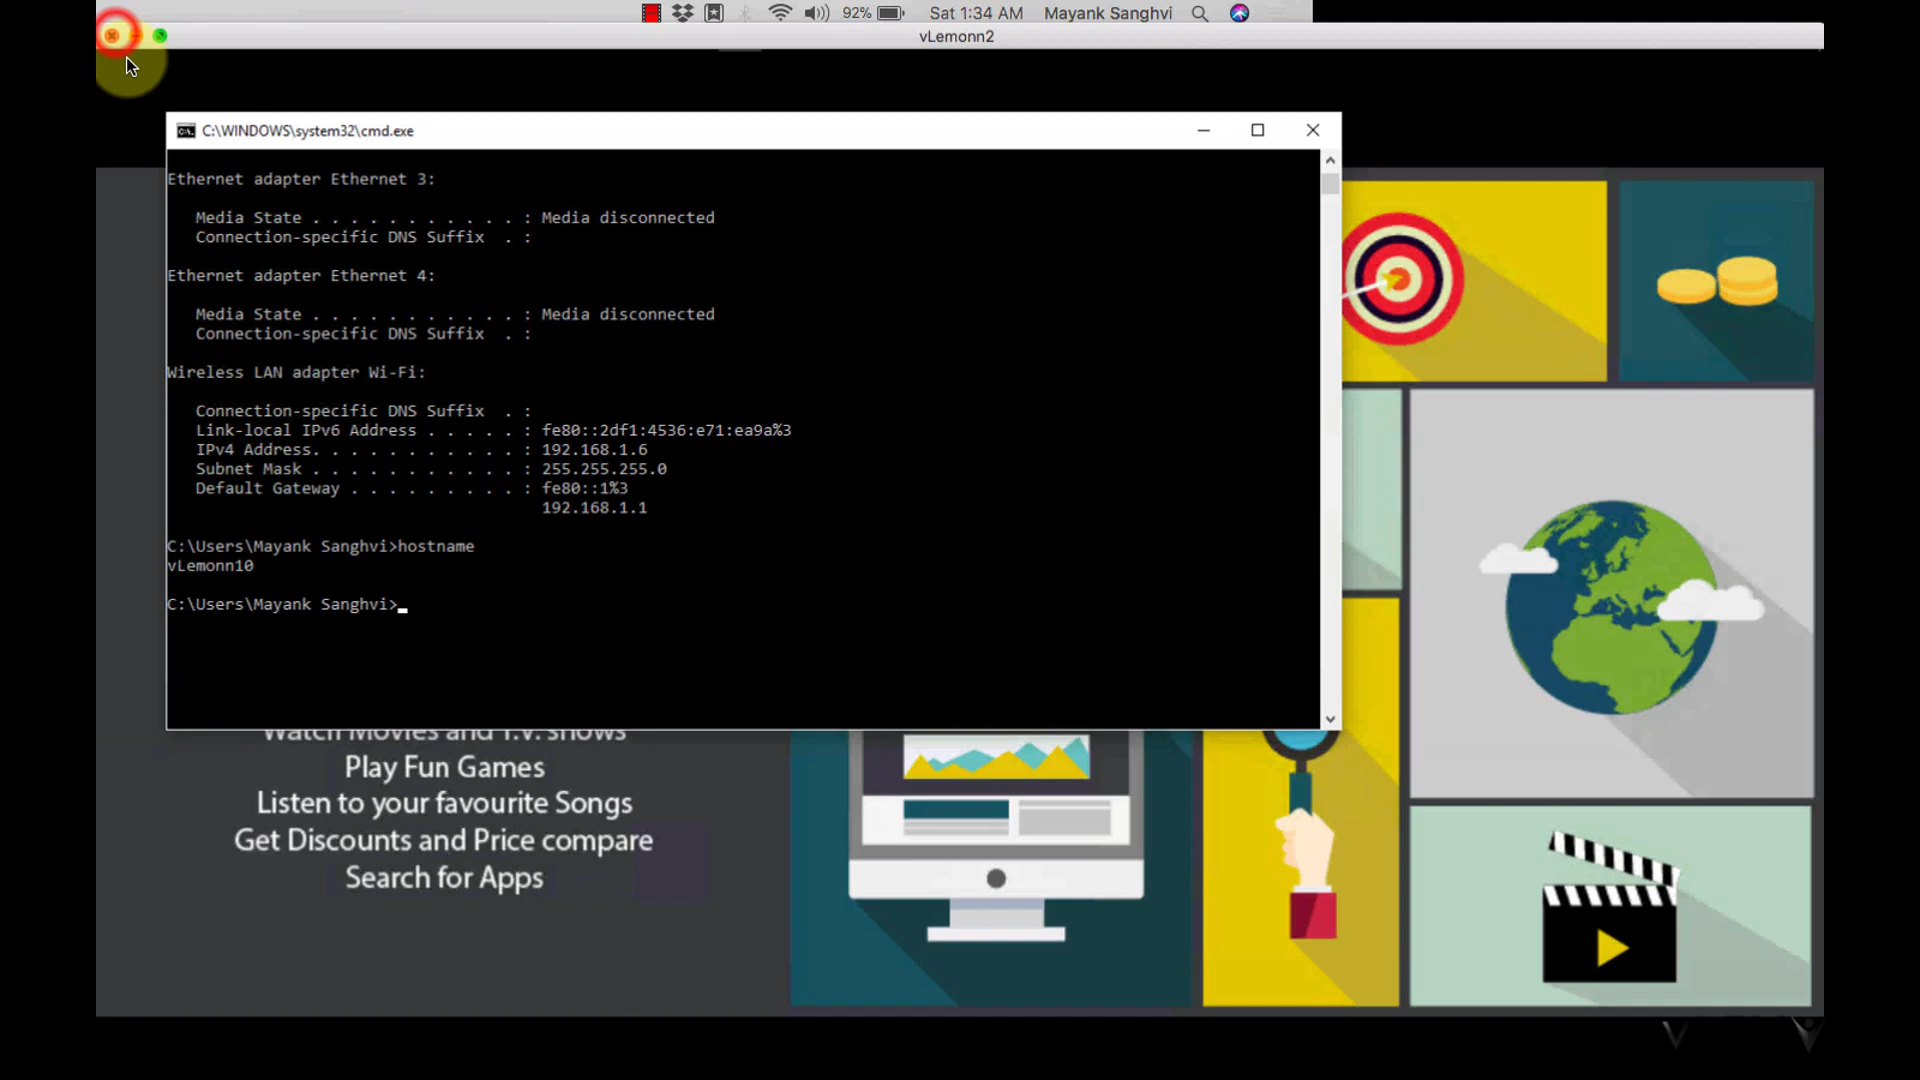 92% Sat 1:34 AM Mayank Sanghvi
vLemonn2
C:\WINDOWS\system32\cmd.exe
Ethernet adapter Ethernet 3:
Media State . . . . . . . . . . . : Media disconnected
Connection-specific DNS Suffix . :
Ethernet adapter Ethernet 4:
Media State . . . . . . . . . . . : Media disconnected
Connection-specific DNS Suffix . :
Wireless LAN adapter Wi-Fi:
Connection-specific DNS Suffix . :
Link-local IPv6 Address . . . . . : fe80::2df1:4536:e71:ea9a%3
IPv4 Address. . . . . . . . . . . : 192.168.1.6
Subnet Mask . . . . . . . . . . . : 255.255.255.0
Default Gateway . . . . . . . . . : fe80::1%3
192.168.1.1
C:\Users\Mayank Sanghvi>hostname
vLemonn10
C:\Users\Mayank Sanghvi>
Watch Movies and T.V. shows
Play Fun Games
Listen to your favourite Songs
Get Discounts and Price compare
Search for Apps